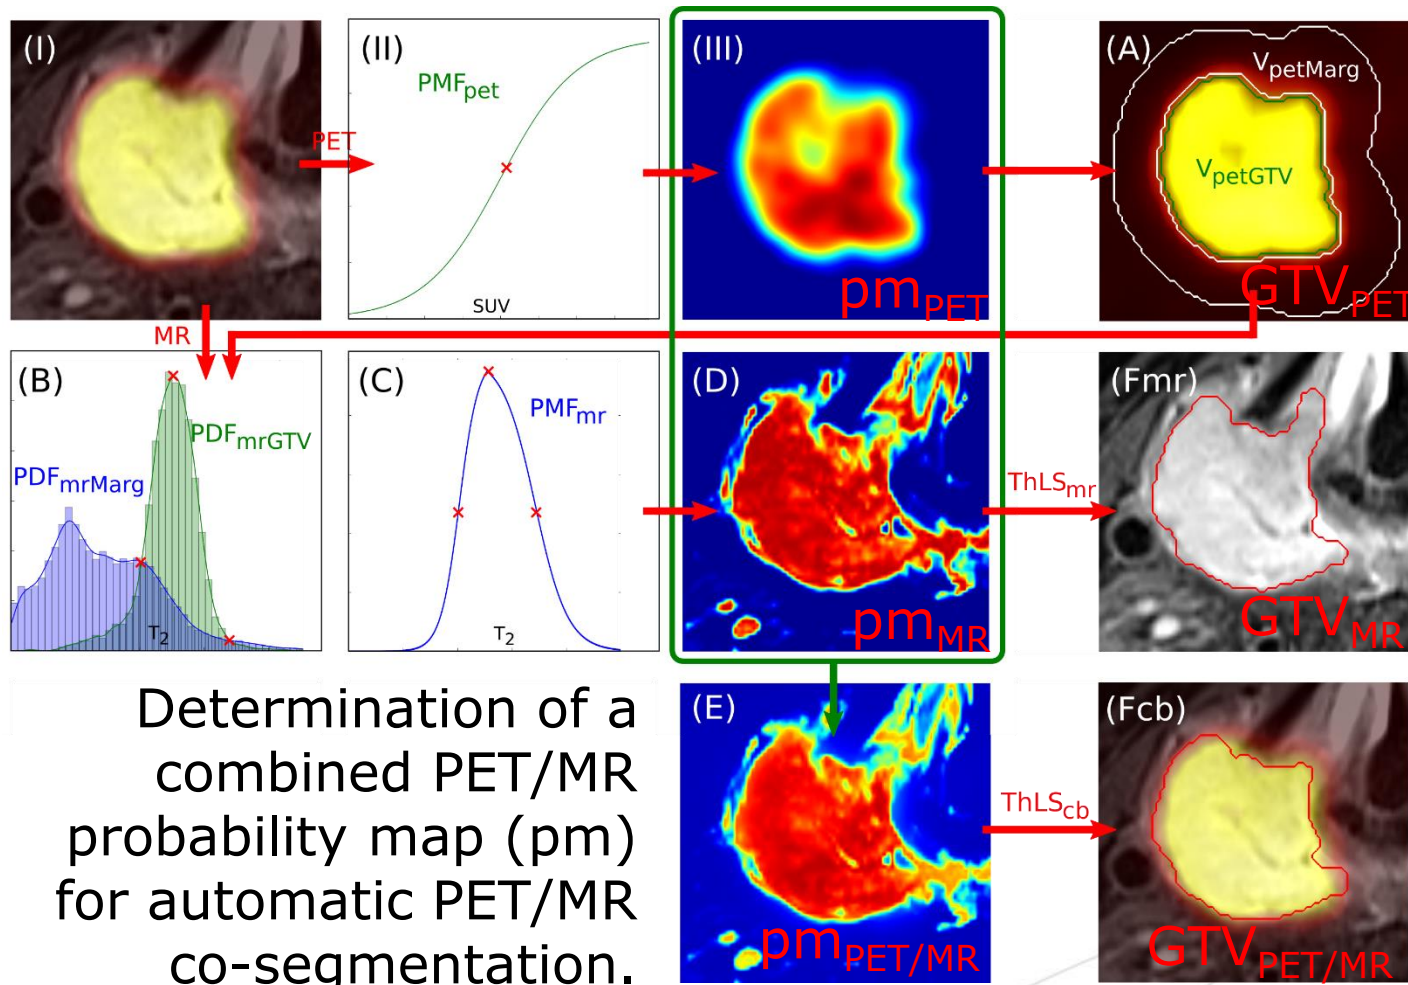 (I)
(II)
PMFpet
PET
SUV
(III)
pmPET
(A)
VpetMarg
VpetGTV
GTVPET
MR
(B)
PDFmrGTV
PDFmrMarg
T2
(C)
PMFmr
T2
(D)
pmMR
ThLSmr
(Fmr)
GTVMR
Determination of a
combined PET/MR
probability map (pm)
for automatic PET/MR
co-segmentation.
(E)
pmPET/MR
ThLScb
(Fcb)
GTVPET/MR